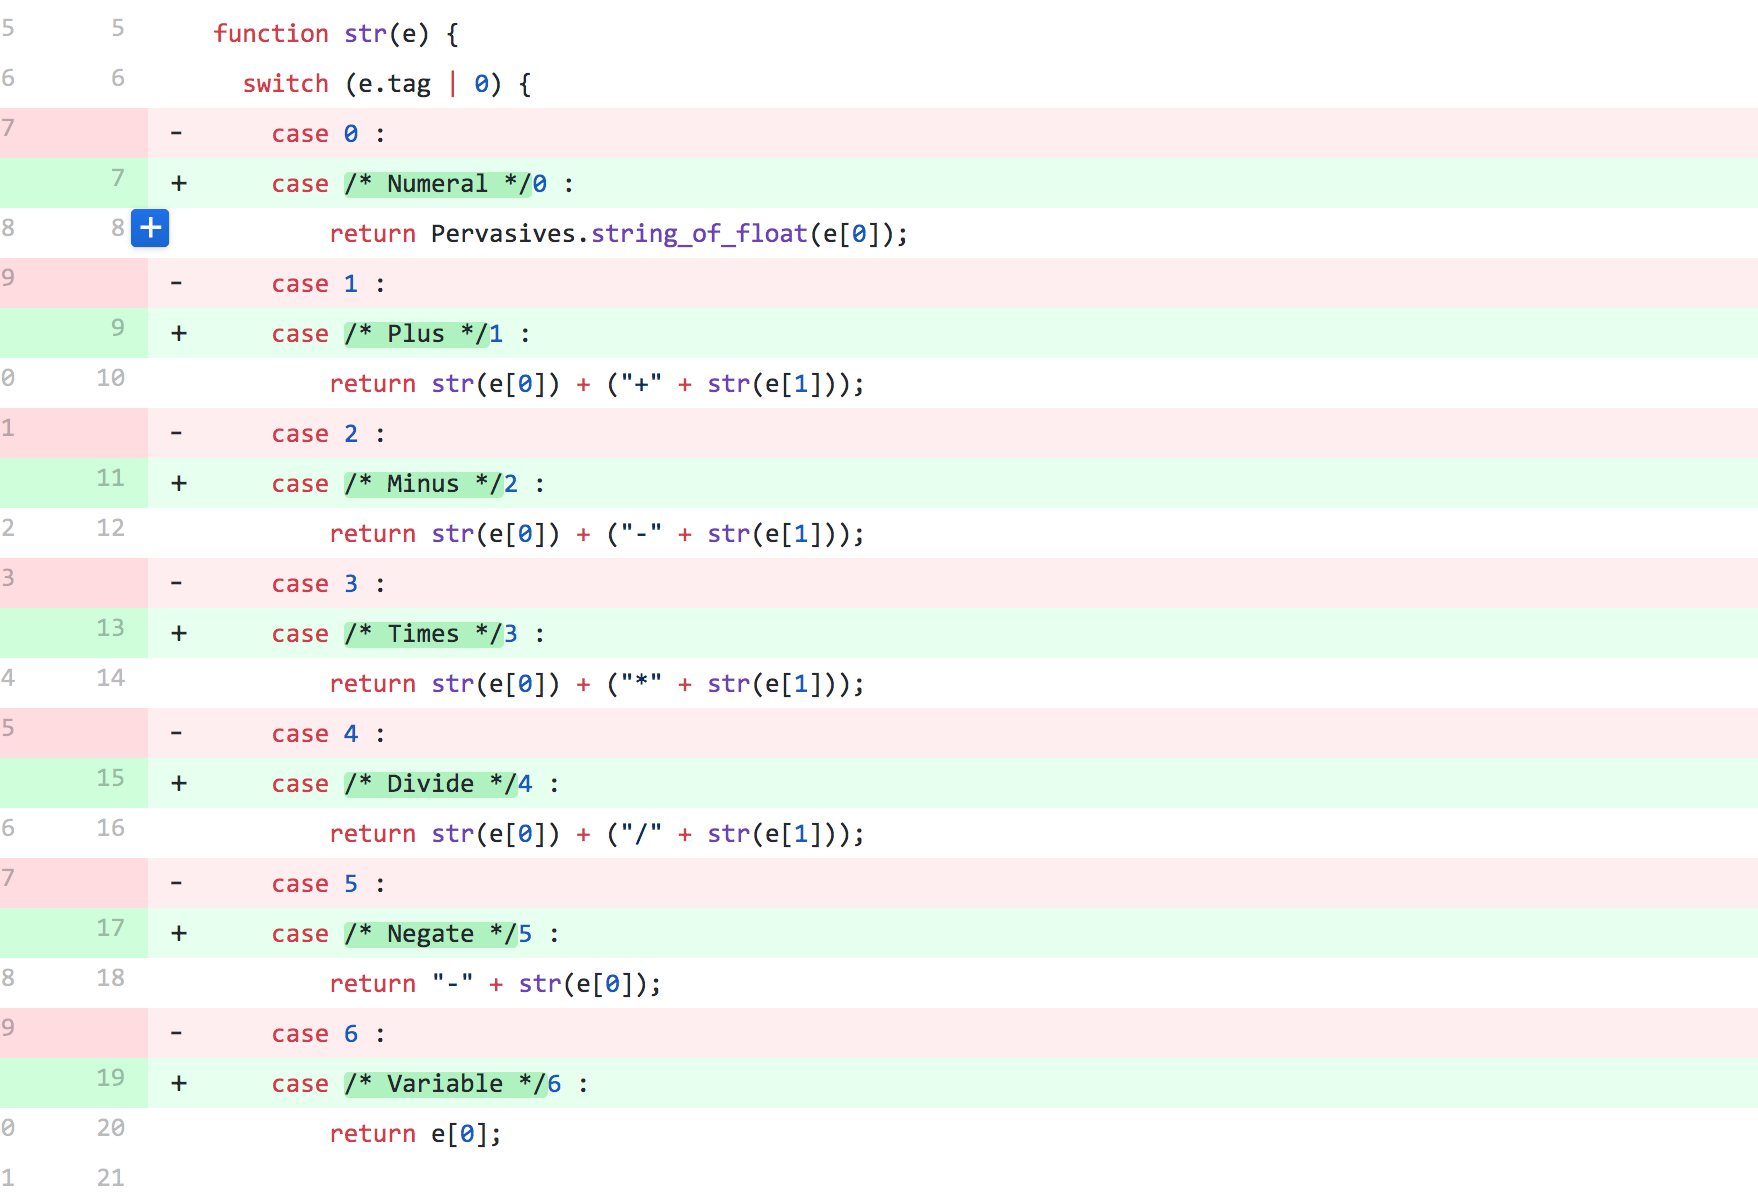 5 5 function str(e) {
6 6 switch (e.tag | 0) {
7 - case 0 :
7 + case /* Numeral */0 :
8 8 + return Pervasives.string_of_float(e[0]);
9 - case 1 :
9 + case /* Plus */1 :
0 10 return str(e[0]) + ("+" + str(e[1]));
1 - case 2 :
11 + case /* Minus */2 :
2 12 return str(e[0]) + ("-" + str(e[1]));
3 - case 3 :
13 + case /* Times */3 :
4 14 return str(e[0]) + ("*" + str(e[1]));
5 - case 4 :
15 + case /* Divide */4 :
6 16 return str(e[0]) + ("/" + str(e[1]));
7 - case 5 :
17 + case /* Negate */5 :
8 18 return "-" + str(e[0]);
9 - case 6 :
19 + case /* Variable */6 :
0 20 return e[0];
1 21